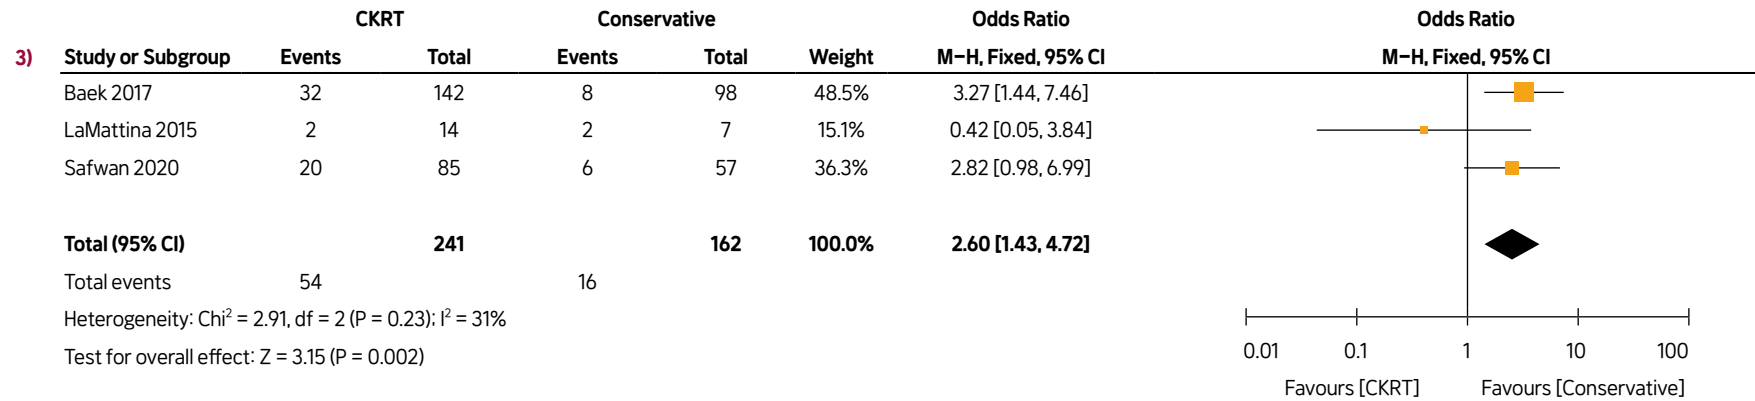 CKRT Conservative Odds Ratio Odds Ratio
3) Study or Subgroup Events Total Events Total Weight M–H, Fixed, 95% CI M–H, Fixed, 95% CI
Baek 2017 32 142 8 98 48.5% 3.27 [1.44, 7.46]
LaMattina 2015 2 14 2 7 15.1% 0.42 [0.05, 3.84]
Safwan 2020 20 85 6 57 36.3% 2.82 [0.98, 6.99]
Total (95% CI) 241 162 100.0% 2.60 [1.43, 4.72]
Total events 54 16
Heterogeneity: Chi² = 2.91, df = 2 (P = 0.23); I² = 31%
Test for overall effect: Z = 3.15 (P = 0.002)
0.01 0.1 1 10 100
Favours [CKRT] Favours [Conservative]